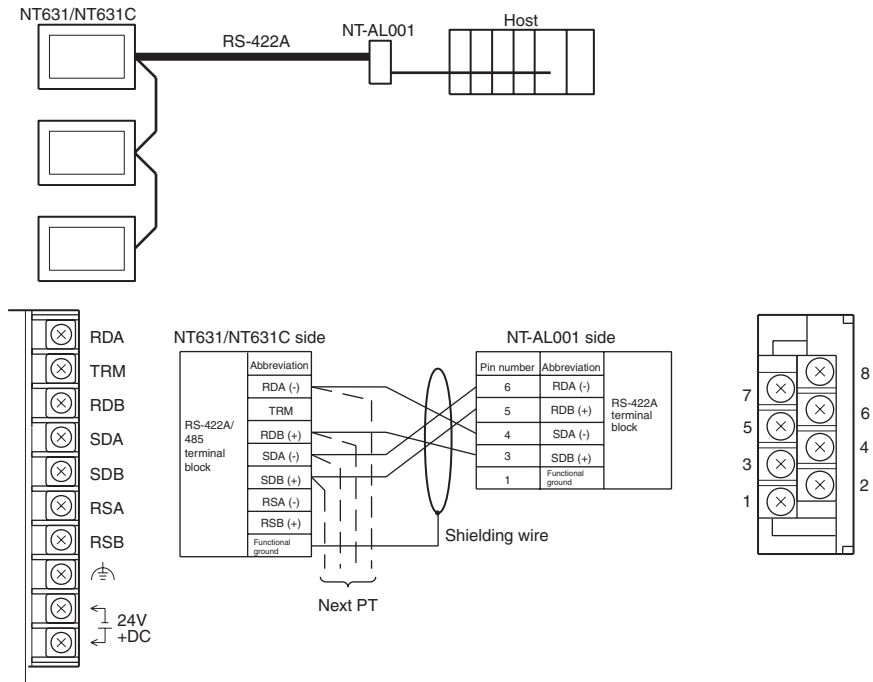 NT631/NT631C
RS-422A
NT-AL001
Host
RDA
TRM
RDB
SDA
SDB
RSA
RSB
24V
+DC
NT631/NT631C side
RS-422A/
485
terminal
block
Abbreviation
RDA (-)
TRM
RDB (+)
SDA (-)
SDB (+)
RSA (-)
RSB (+)
Functional
ground
Next PT
Shielding wire
NT-AL001 side
Pin number Abbreviation
6 RDA (-)
5 RDB (+)
4 SDA (-)
3 SDB (+)
1 Functional
ground
RS-422A
terminal
block
7
5
3
1
8
6
4
2